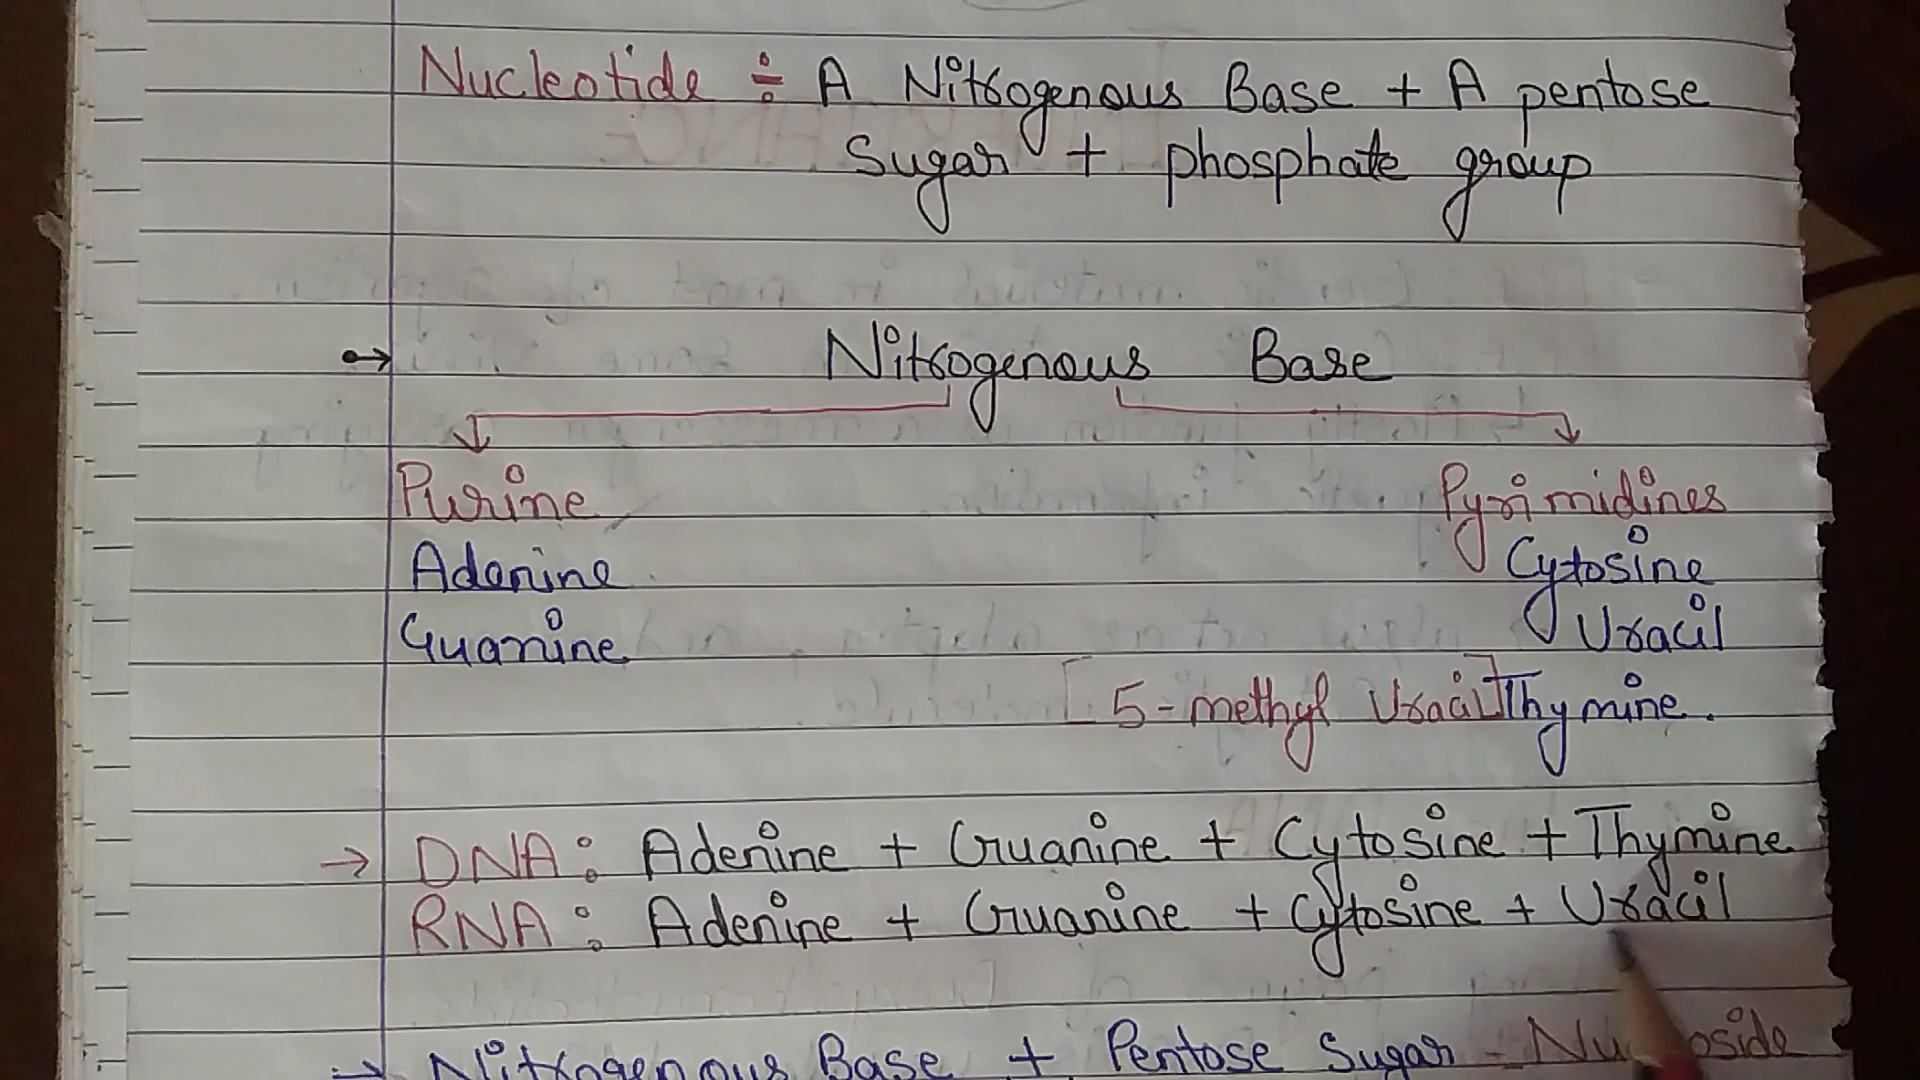 Nucleotide ÷ A Nitrogenous Base + A pentose
Sugar + phosphate group
Nitrogenous Base
Purine
Pyrimidines
Adenine
Cytosine
Guanine
Uracil
[5-methyl Uracil] Thymine.
→ DNA: Adenine + Guanine + Cytosine + Thymine
RNA: Adenine + Guanine + Cytosine + Uracil
→ Nitrogenous Base + Pentose Sugar -